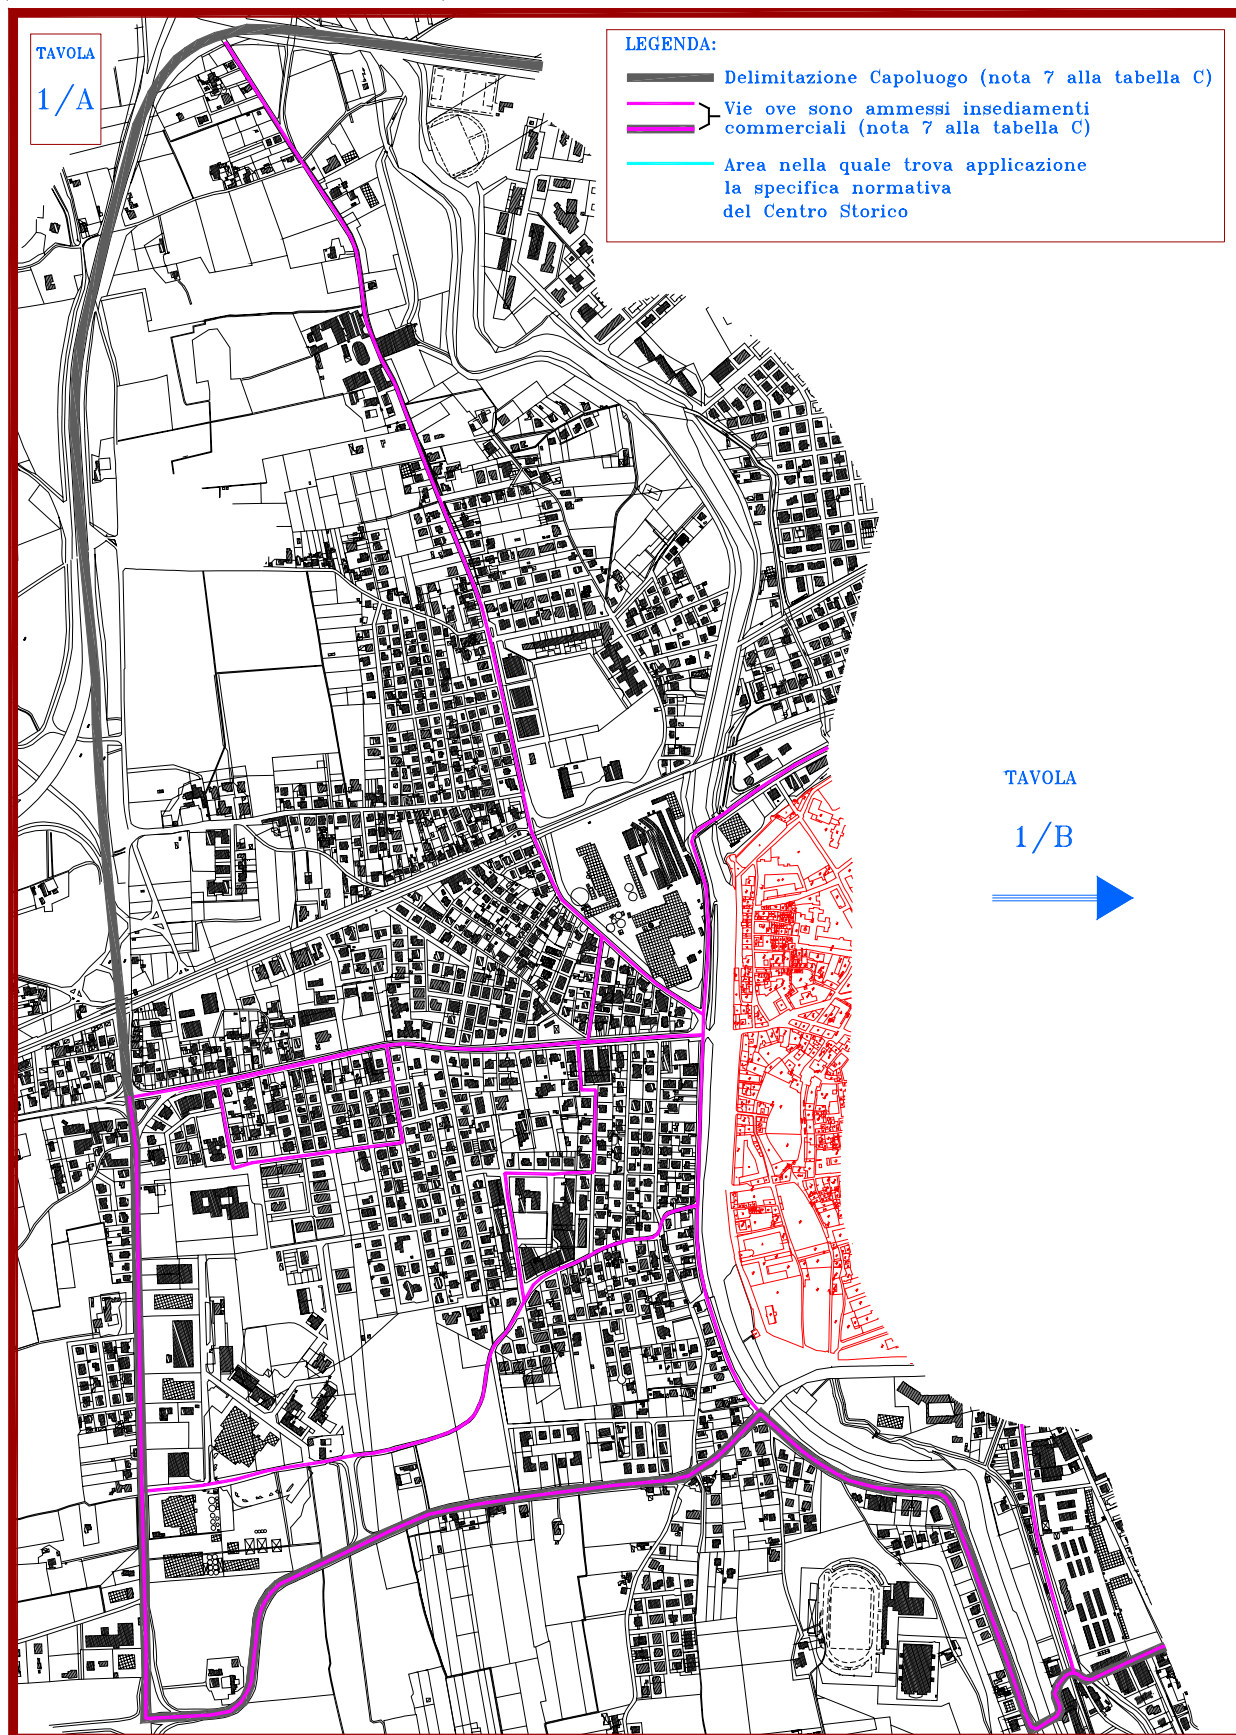 TAVOLA
1/A
LEGENDA:
Delimitazione Capoluogo (nota 7 alla tabella C)
Vie ove sono ammessi insediamenti
commerciali (nota 7 alla tabella C)
Area nella quale trova applicazione
la specifica normativa
del Centro Storico
TAVOLA
1/B